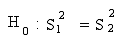 H₀ : S₁² = S₂²